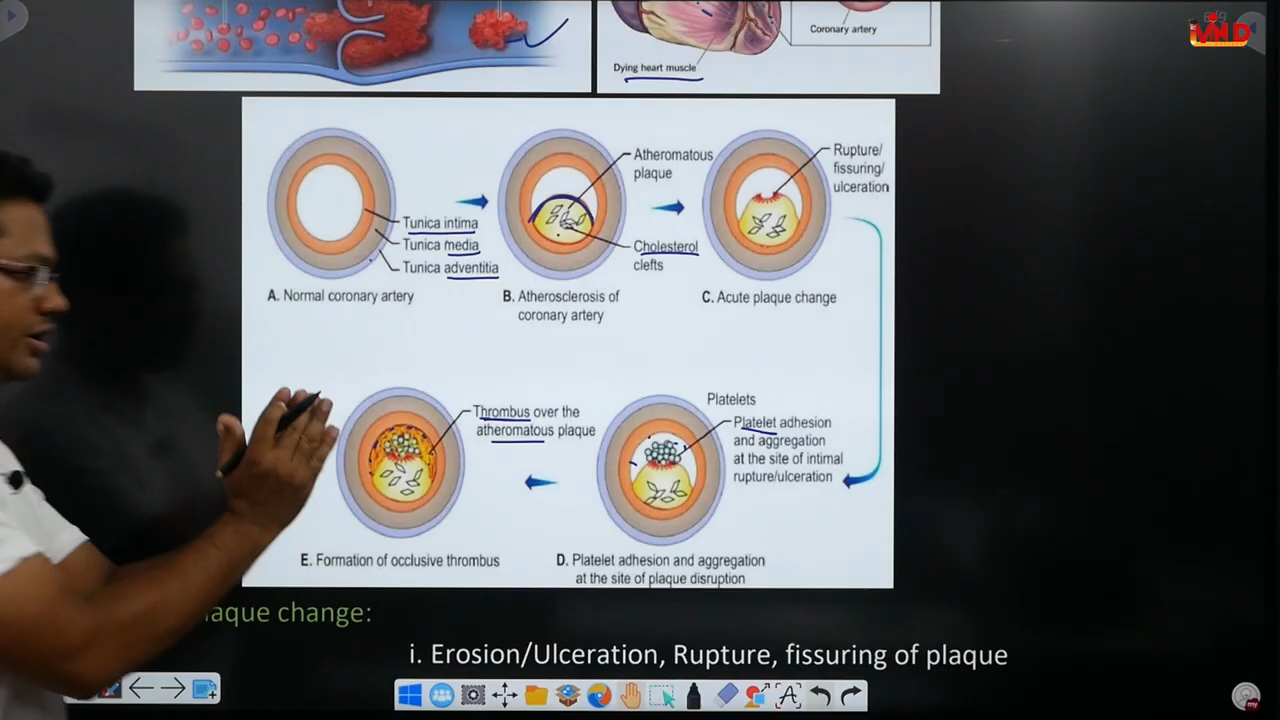 Coronary artery
Dying heart muscle
MND
Atheromatous
plaque
Rupture/
fissuring/
ulceration
Tunica intima
Tunica media
Tunica adventitia
Cholesterol
clefts
A. Normal coronary artery
B. Atherosclerosis of
coronary artery
C. Acute plaque change
Thrombus over the
atheromatous plaque
Platelets
Platelet adhesion
and aggregation
at the site of intimal
rupture/ulceration
E. Formation of occlusive thrombus
D. Platelet adhesion and aggregation
at the site of plaque disruption
change:
i. Erosion/Ulceration, Rupture, fissuring of plaque
A
my